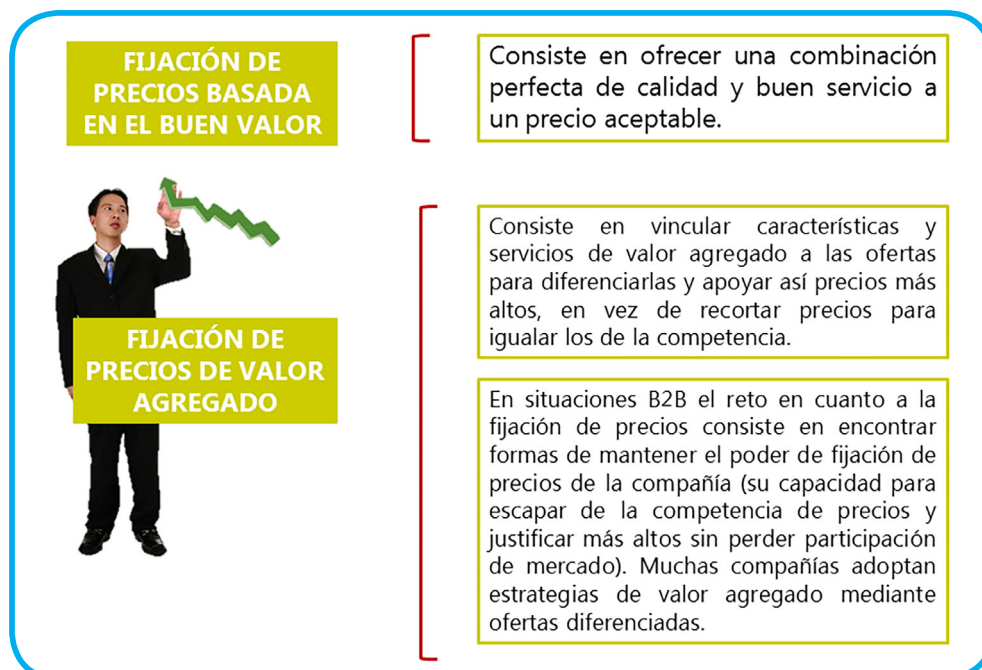 FIJACIÓN DE
PRECIOS BASADA
EN EL BUEN VALOR
Consiste en ofrecer una combinación
perfecta de calidad y buen servicio a
un precio aceptable.
FIJACIÓN DE
PRECIOS DE VALOR
AGREGADO
Consiste en vincular características y
servicios de valor agregado a las ofertas
para diferenciarlas y apoyar así precios más
altos, en vez de recortar precios para
igualar los de la competencia.
En situaciones B2B el reto en cuanto a la
fijación de precios consiste en encontrar
formas de mantener el poder de fijación de
precios de la compañía (su capacidad para
escapar de la competencia de precios y
justificar más altos sin perder participación
de mercado). Muchas compañías adoptan
estrategias de valor agregado mediante
ofertas diferenciadas.